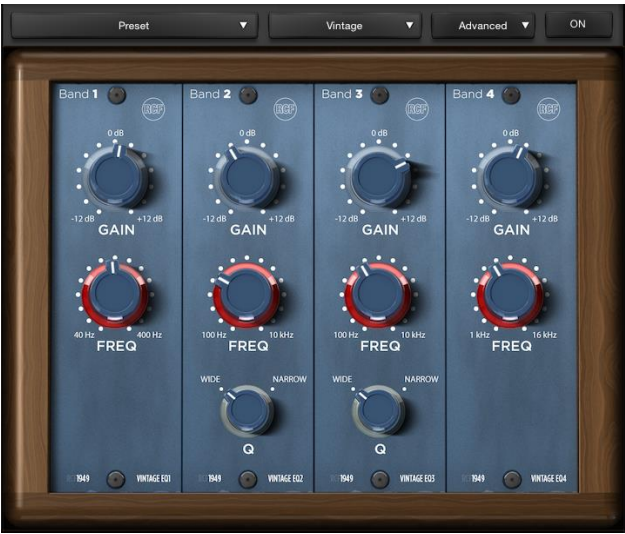 Preset ▼ Vintage ▼ Advanced ▼ ON
Band 1 Band 2 Band 3 Band 4
RCF RCF RCF RCF
0 dB 0 dB 0 dB 0 dB
-12 dB +12 dB -12 dB +12 dB -12 dB +12 dB -12 dB +12 dB
GAIN GAIN GAIN GAIN
40 Hz 400 Hz 100 Hz 10 kHz 100 Hz 10 kHz 1 kHz 16 kHz
FREQ FREQ FREQ FREQ
WIDE NARROW WIDE NARROW
Q Q
1949 VINTAGE EQ1 1949 VINTAGE EQ2 1949 VINTAGE EQ3 1949 VINTAGE EQ4